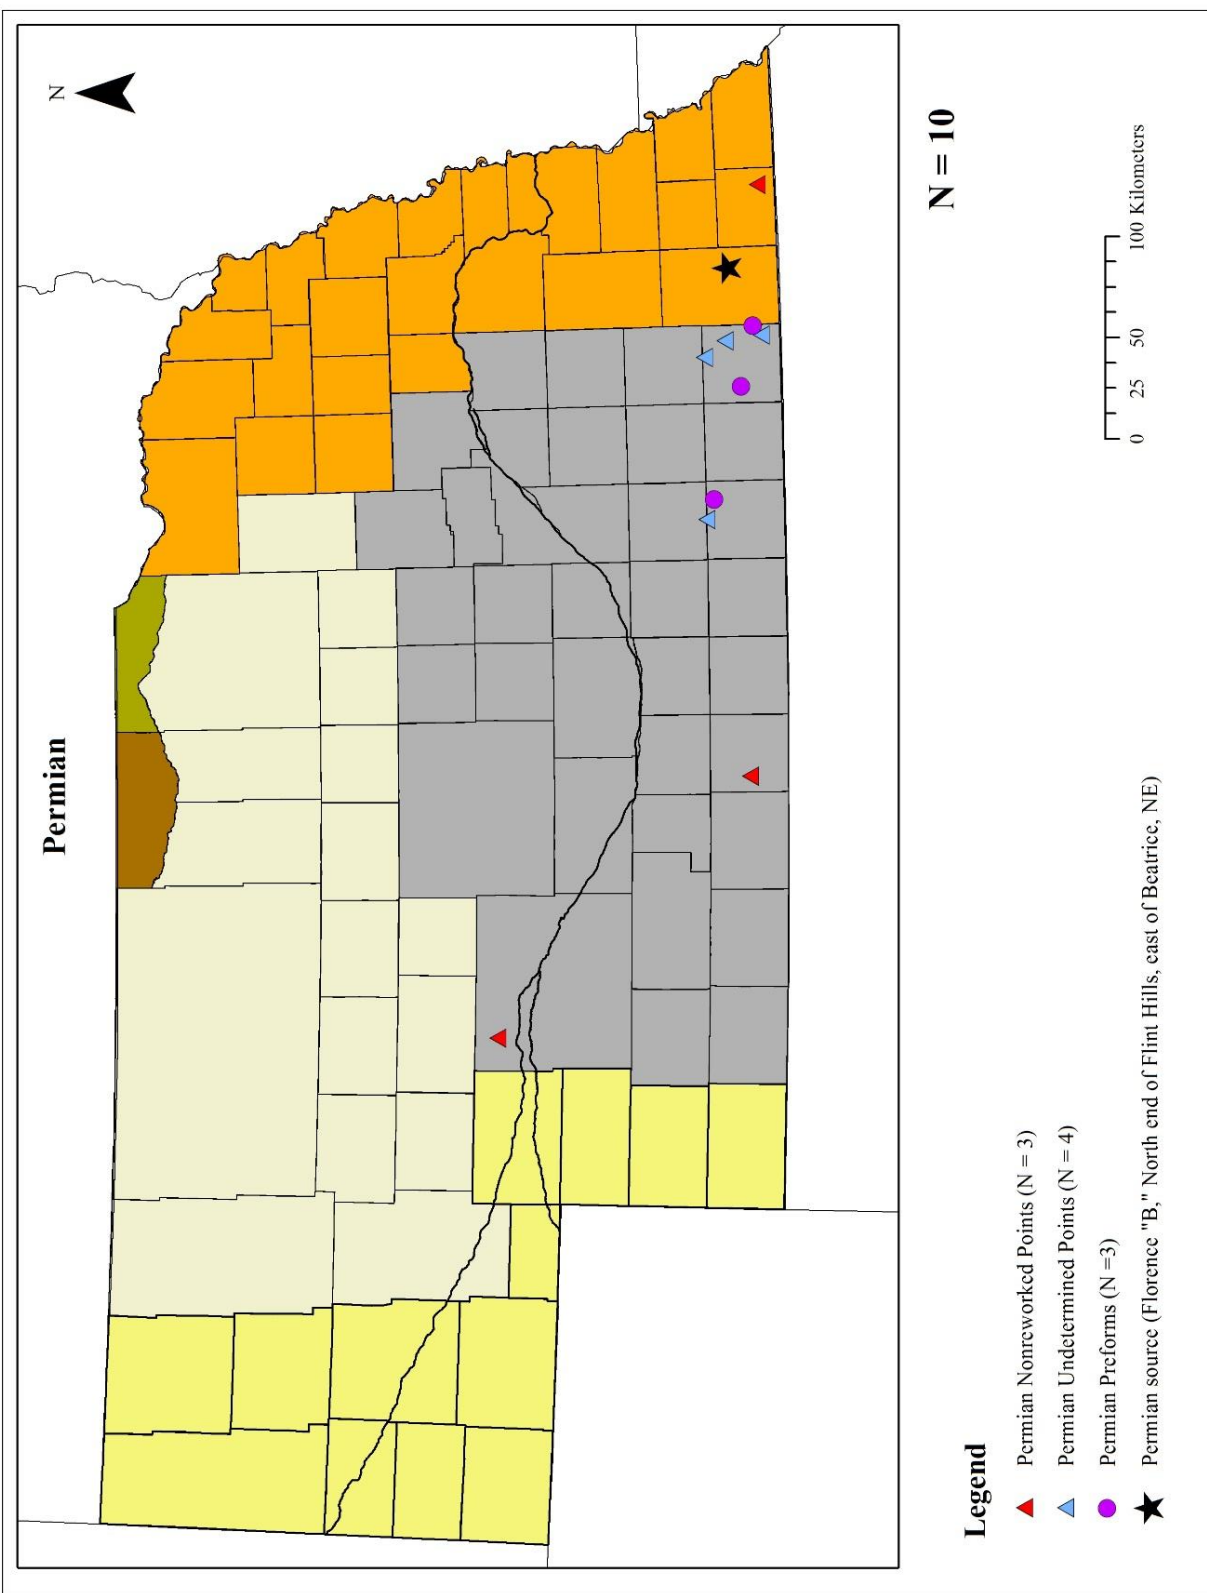 Permian
N
N = 10
0 25 50 100 Kilometers
Legend
Permian Nonreworked Points (N = 3)
Permian Undetermined Points (N = 4)
Permian Preforms (N =3)
Permian source (Florence "B," North end of Flint Hills, east of Beatrice, NE)